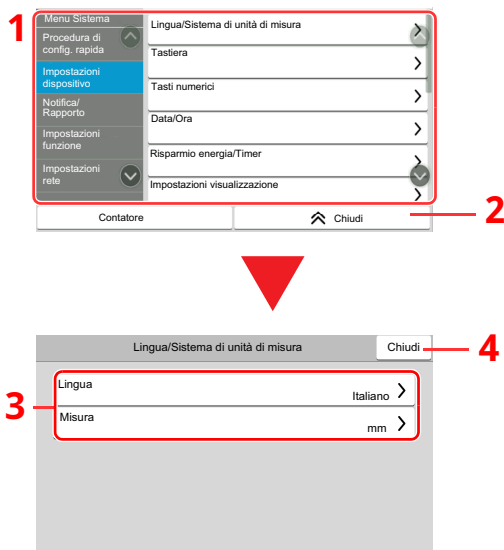 1
Menu Sistema
Procedura di
config. rapida
Impostazioni
dispositivo
Notifica/
Rapporto
Impostazioni
funzione
Impostazioni
rete
Lingua/Sistema di unità di misura
Tastiera
Tasti numerici
Data/Ora
Risparmio energia/Timer
Impostazioni visualizzazione
Contatore
Chiudi
2
Lingua/Sistema di unità di misura
Chiudi
4
3
Lingua
Italiano
Misura
mm